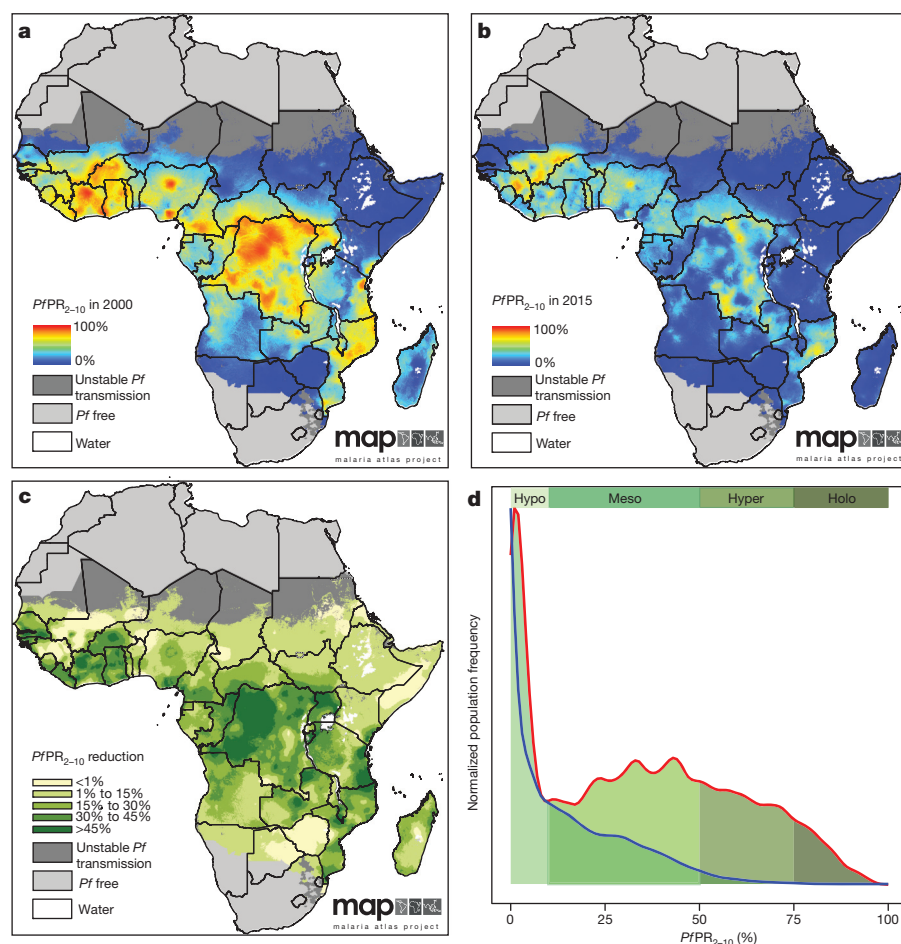 a
PfPR2–10 in 2000
100%
0%
Unstable Pf
transmission
Pf free
Water
map
malaria atlas project
b
PfPR2–10 in 2015
100%
0%
Unstable Pf
transmission
Pf free
Water
map
malaria atlas project
c
PfPR2–10 reduction
<1%
1% to 15%
15% to 30%
30% to 45%
>45%
Unstable Pf
transmission
Pf free
Water
map
malaria atlas project
d
Hypo Meso Hyper Holo
Normalized population frequency
0 25 50 75 100
PfPR2–10 (%)